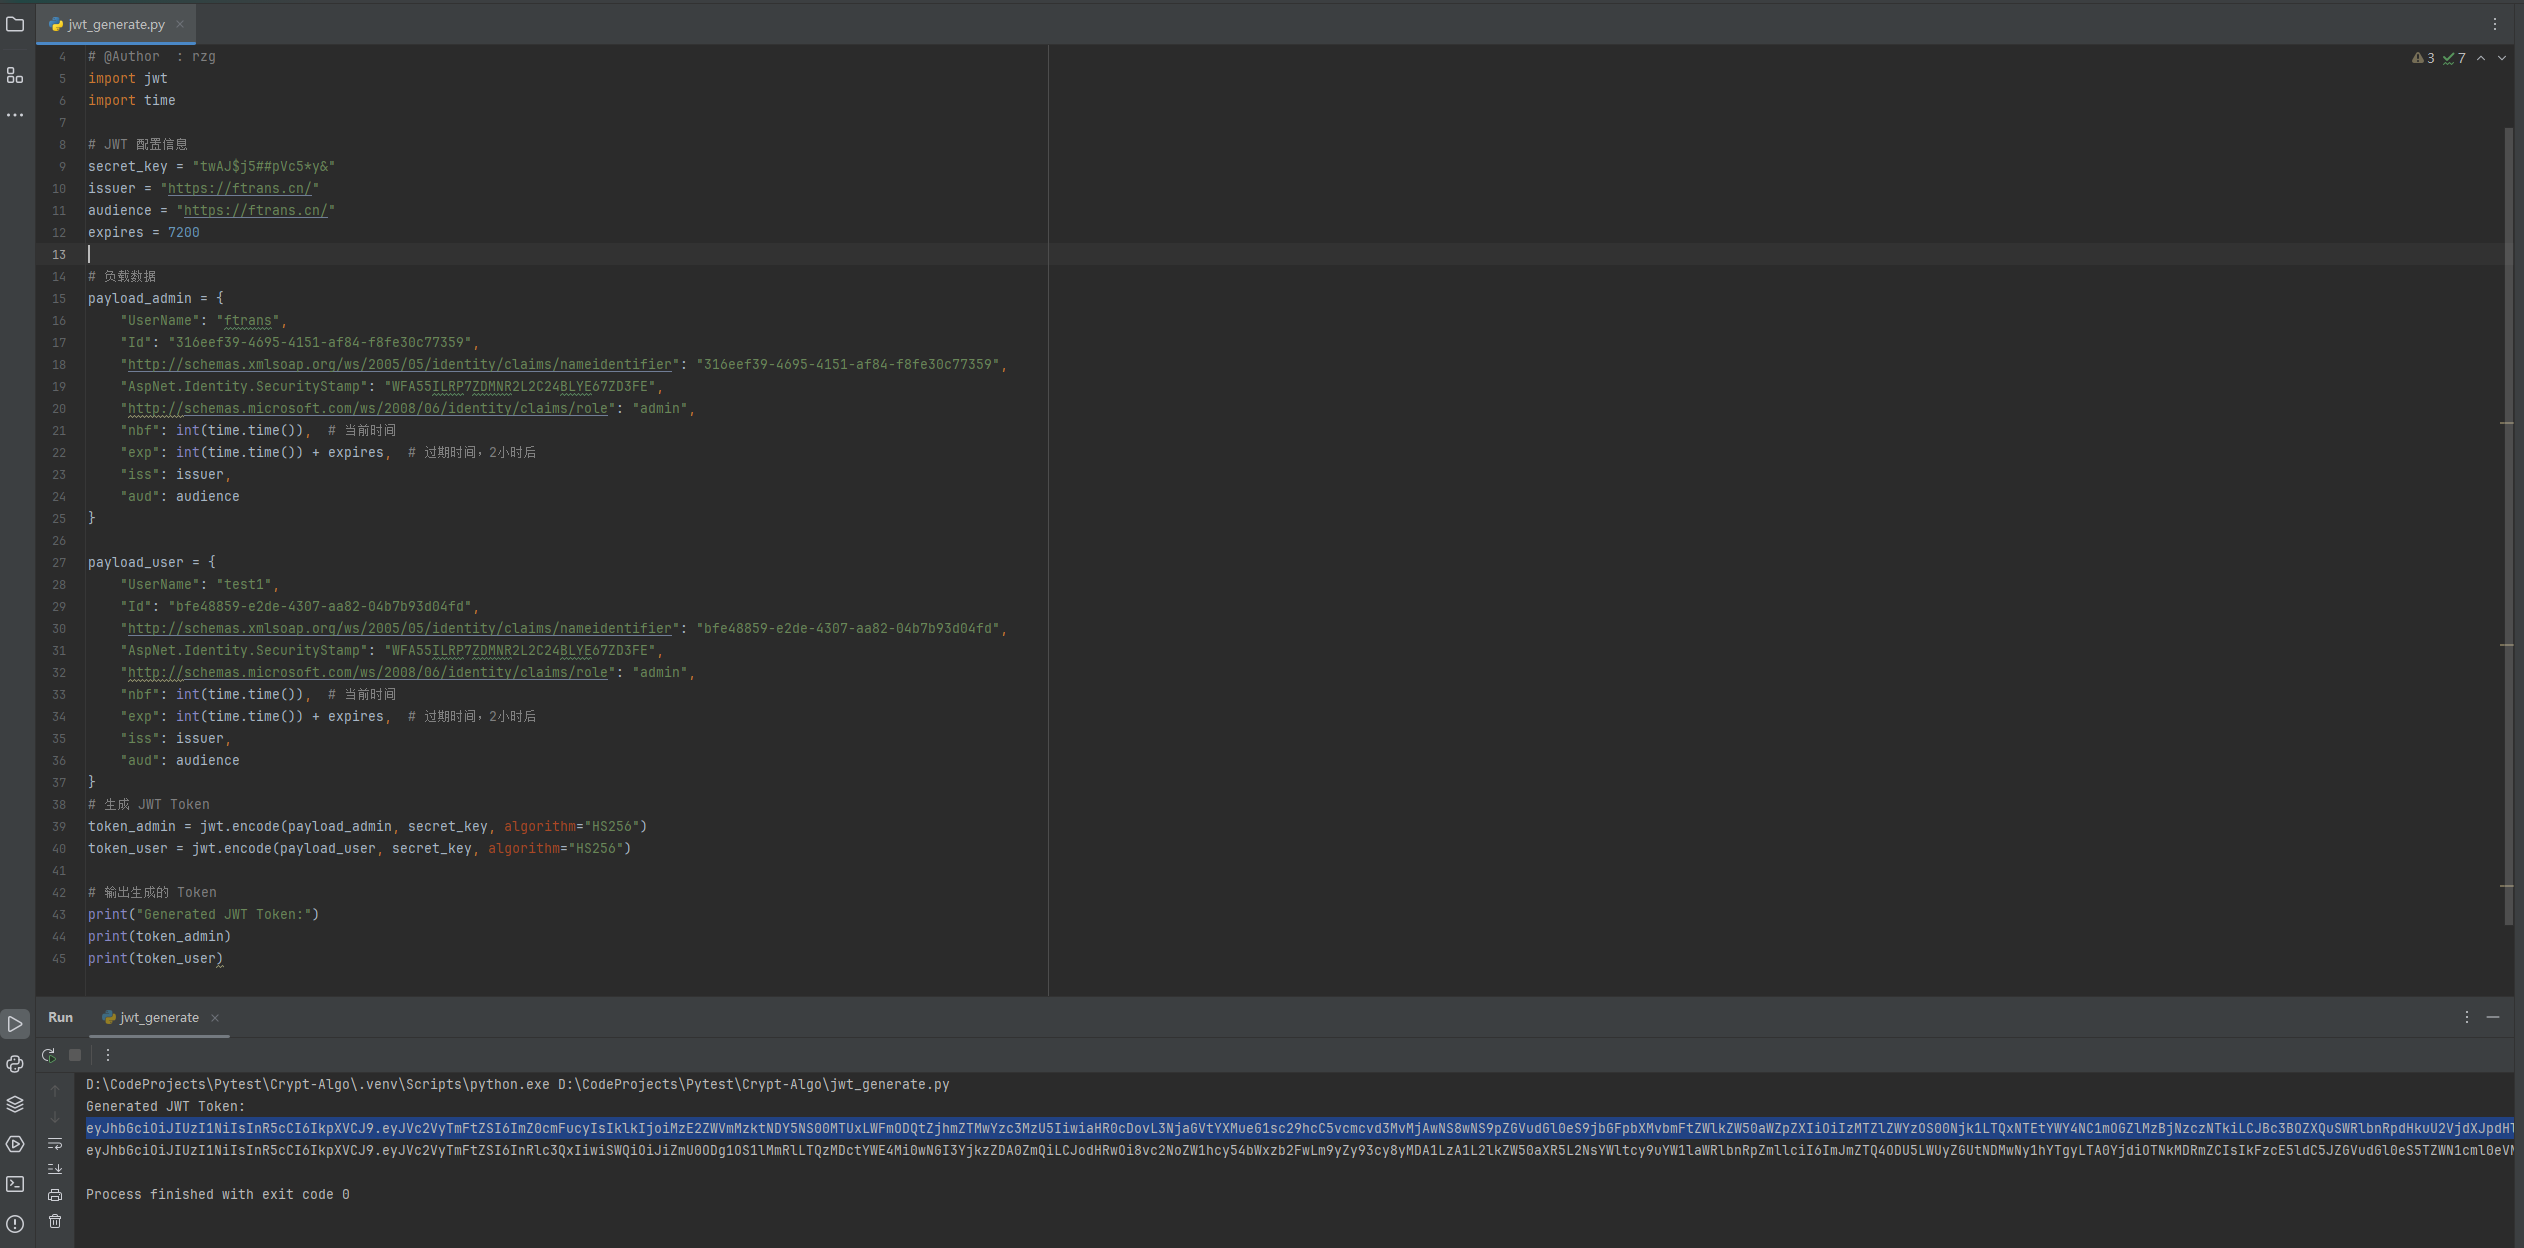 jwt_generate.py
3 7
4 # @Author  : rzg
5 import jwt
6 import time
7
8 # JWT 配置信息
9 secret_key = "twAJ$j5##pVc5*y&"
10 issuer = "https://ftrans.cn/"
11 audience = "https://ftrans.cn/"
12 expires = 7200
13
14 # 负载数据
15 payload_admin = {
16     "UserName": "ftrans",
17     "Id": "316eef39-4695-4151-af84-f8fe30c77359",
18     "http://schemas.xmlsoap.org/ws/2005/05/identity/claims/nameidentifier": "316eef39-4695-4151-af84-f8fe30c77359",
19     "AspNet.Identity.SecurityStamp": "WFA55ILRP7ZDMNR2L2C24BLYE67ZD3FE",
20     "http://schemas.microsoft.com/ws/2008/06/identity/claims/role": "admin",
21     "nbf": int(time.time()),  # 当前时间
22     "exp": int(time.time()) + expires,  # 过期时间，2小时后
23     "iss": issuer,
24     "aud": audience
25 }
26
27 payload_user = {
28     "UserName": "test1",
29     "Id": "bfe48859-e2de-4307-aa82-04b7b93d04fd",
30     "http://schemas.xmlsoap.org/ws/2005/05/identity/claims/nameidentifier": "bfe48859-e2de-4307-aa82-04b7b93d04fd",
31     "AspNet.Identity.SecurityStamp": "WFA55ILRP7ZDMNR2L2C24BLYE67ZD3FE",
32     "http://schemas.microsoft.com/ws/2008/06/identity/claims/role": "admin",
33     "nbf": int(time.time()),  # 当前时间
34     "exp": int(time.time()) + expires,  # 过期时间，2小时后
35     "iss": issuer,
36     "aud": audience
37 }
38 # 生成 JWT Token
39 token_admin = jwt.encode(payload_admin, secret_key, algorithm="HS256")
40 token_user = jwt.encode(payload_user, secret_key, algorithm="HS256")
41
42 # 输出生成的 Token
43 print("Generated JWT Token:")
44 print(token_admin)
45 print(token_user)
Run jwt_generate
D:\CodeProjects\Pytest\Crypt-Algo\.venv\Scripts\python.exe D:\CodeProjects\Pytest\Crypt-Algo\jwt_generate.py
Generated JWT Token:
Process finished with exit code 0